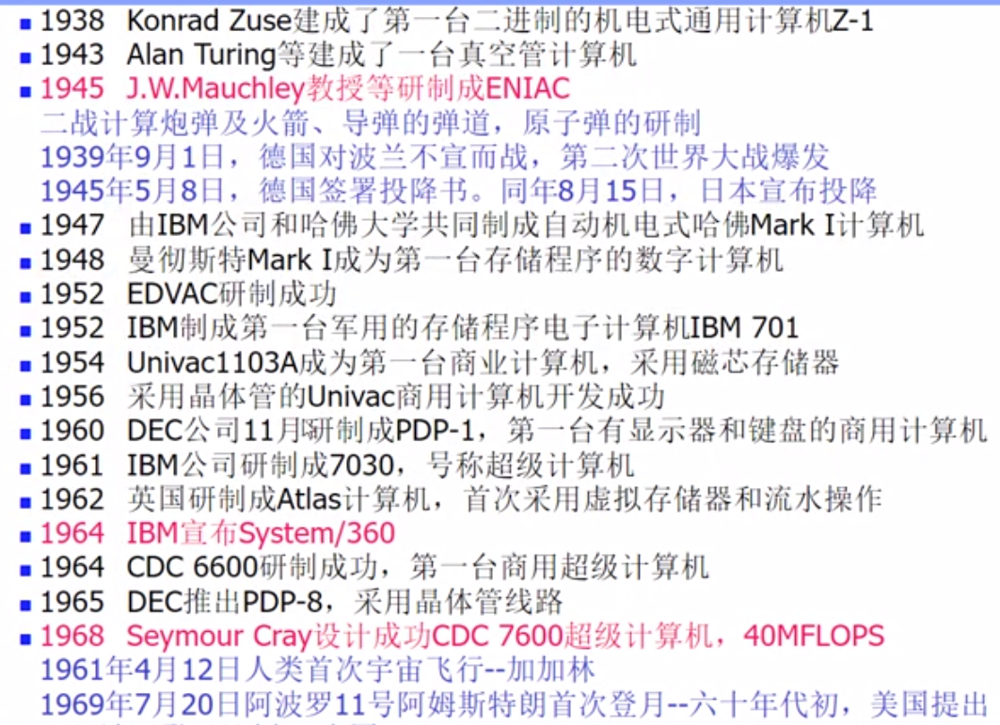 1938 Konrad Zuse建成了第一台二进制的机电式通用计算机Z-1
1943 Alan Turing等建成了一台真空管计算机
1945 J.W.Mauchley教授等研制成ENIAC
二战计算炮弹及火箭、导弹的弹道，原子弹的研制
1939年9月1日，德国对波兰不宣而战，第二次世界大战爆发
1945年5月8日，德国签署投降书。同年8月15日，日本宣布投降
1947 由IBM公司和哈佛大学共同制成自动机电式哈佛Mark I计算机
1948 曼彻斯特Mark I成为第一台存储程序的数字计算机
1952 EDVAC研制成功
1952 IBM制成第一台军用的存储程序电子计算机IBM 701
1954 Univac1103A成为第一台商业计算机，采用磁芯存储器
1956 采用晶体管的Univac商用计算机开发成功
1960 DEC公司11月研制成PDP-1，第一台有显示器和键盘的商用计算机
1961 IBM公司研制成7030，号称超级计算机
1962 英国研制成Atlas计算机，首次采用虚拟存储器和流水操作
1964 IBM宣布System/360
1964 CDC 6600研制成功，第一台商用超级计算机
1965 DEC推出PDP-8，采用晶体管线路
1968 Seymour Cray设计成功CDC 7600超级计算机，40MFLOPS
1961年4月12日人类首次宇宙飞行--加加林
1969年7月20日阿波罗11号阿姆斯特朗首次登月--六十年代初，美国提出